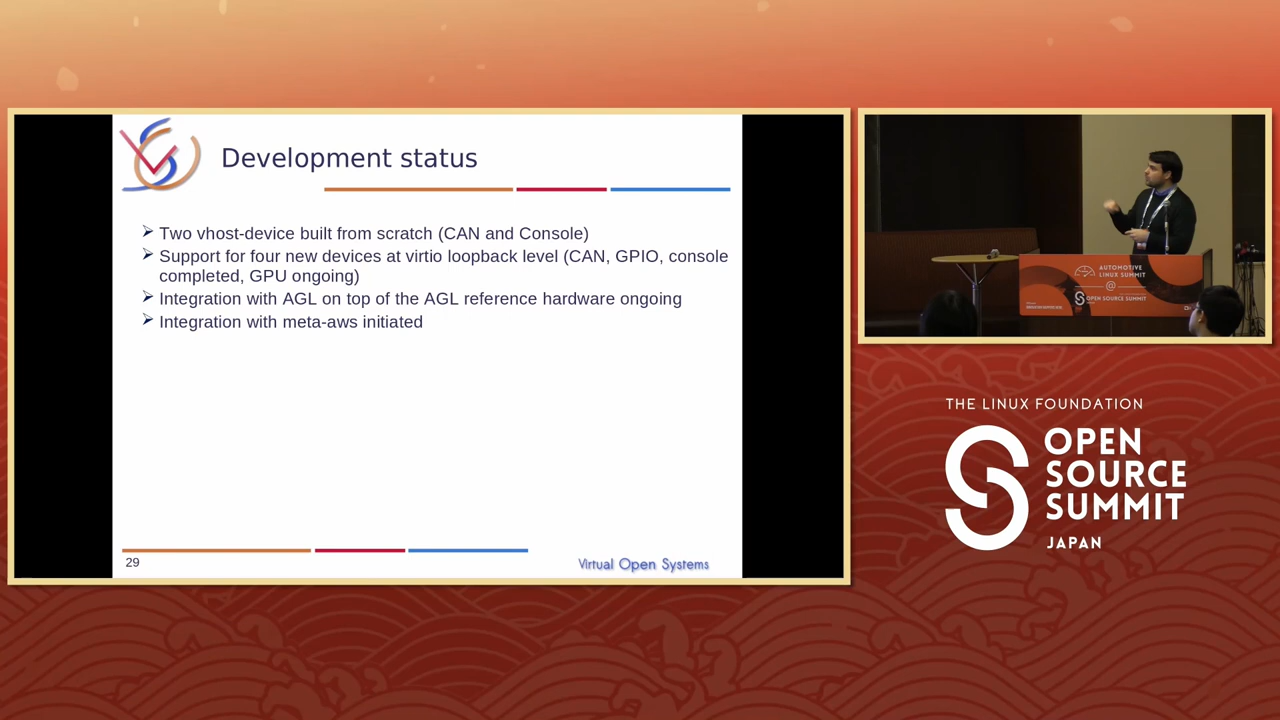 Development status
Two vhost-device built from scratch (CAN and Console)
Support for four new devices at virtio loopback level (CAN, GPIO, console
completed, GPU ongoing)
Integration with AGL on top of the AGL reference hardware ongoing
Integration with meta-aws initiated
29
Virtual Open Systems
AUTOMOTIVE
LINUX SUMMIT
@
OPEN SOURCE SUMMIT
THE LINUX FOUNDATION
OPEN
SOURCE
SUMMIT
JAPAN